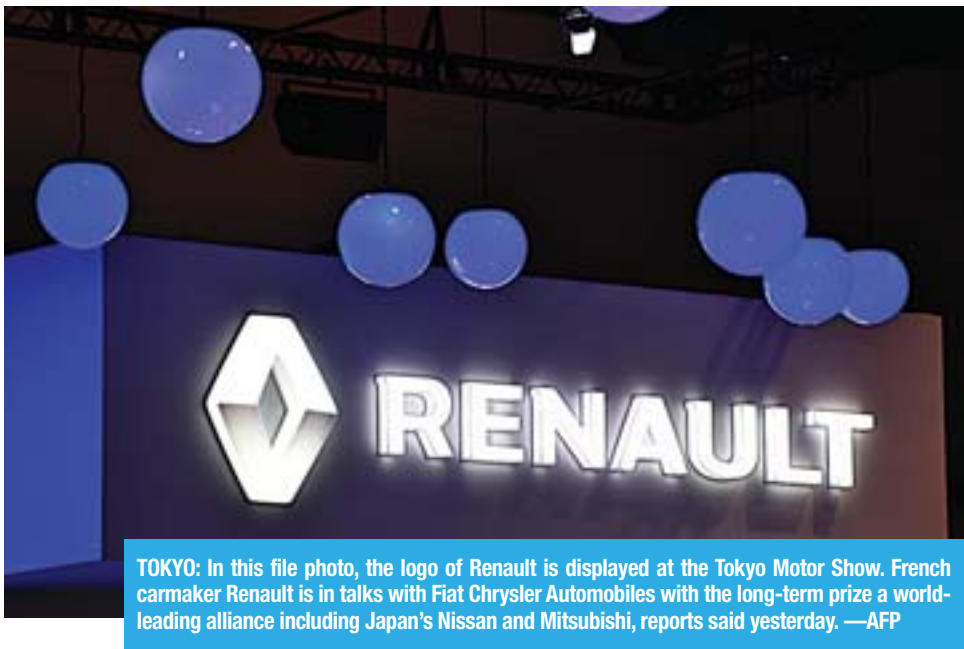 RENAULT
TOKYO: In this file photo, the logo of Renault is displayed at the Tokyo Motor Show. French
carmaker Renault is in talks with Fiat Chrysler Automobiles with the long-term prize a world-
leading alliance including Japan's Nissan and Mitsubishi, reports said yesterday. —AFP